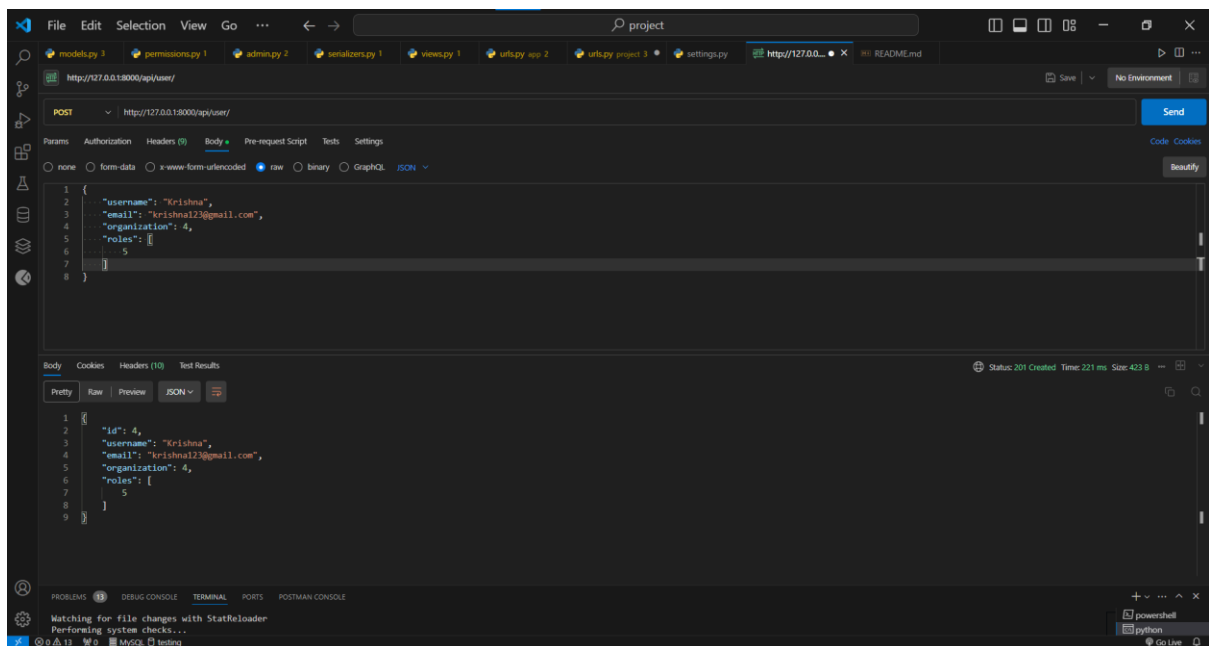 File Edit Selection View Go ··· ← → project
models.py 3 permissions.py 1 admin.py 2 serializers.py 1 views.py 1 urls.py app 2 urls.py project 3 ● settings.py http://127.0.0.... ● × README.md
http://127.0.0.1:8000/api/user/ Save No Environment
POST http://127.0.0.1:8000/api/user/ Send
Params Authorization Headers (9) Body Pre-request Script Tests Settings Code Cookies
none form-data x-www-form-urlencoded raw binary GraphQL JSON Beautify
1 {
2 "username": "Krishna",
3 "email": "krishna123@gmail.com",
4 "organization": 4,
5 "roles": [
6 5
7 ]
8 }
Body Cookies Headers (10) Test Results Status: 201 Created Time: 221 ms Size: 423 B ···
Pretty Raw Preview JSON
1 {
2 "id": 4,
3 "username": "Krishna",
4 "email": "krishna123@gmail.com",
5 "organization": 4,
6 "roles": [
7 5
8 ]
9 }
PROBLEMS 13 DEBUG CONSOLE TERMINAL PORTS POSTMAN CONSOLE
Watching for file changes with StatReloader powershell
Performing system checks... python
0 13 0 MySQL testing Go Live